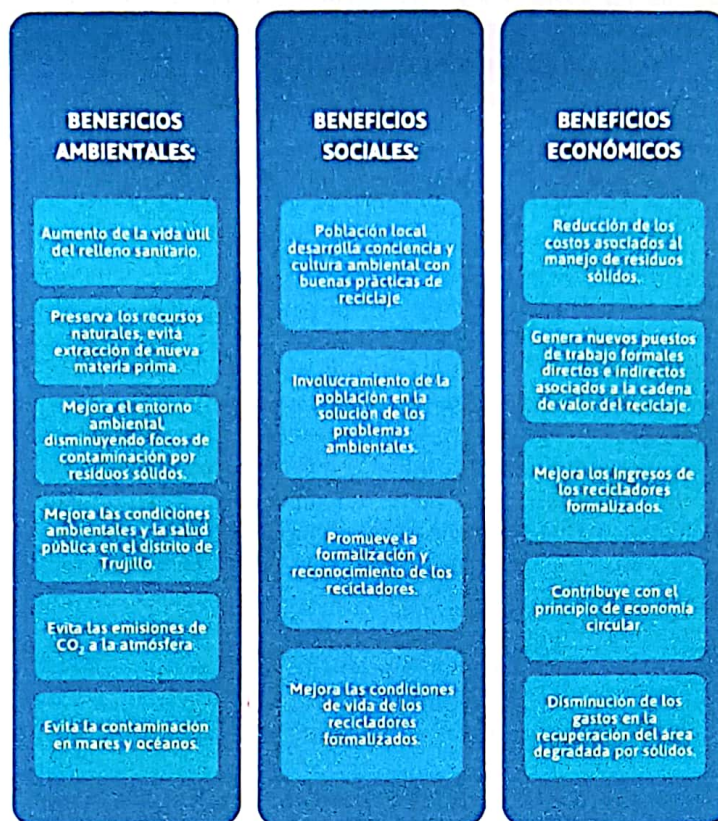 BENEFICIOS
AMBIENTALES:
Aumento de la vida útil
del relleno sanitario.
Preserva los recursos
naturales, evita
extracción de nueva
materia prima.
Mejora el entorno
ambiental,
disminuyendo focos de
contaminación por
residuos sólidos.
Mejora las condiciones
ambientales y la salud
pública en el distrito de
Trujillo.
Evita las emisiones de
CO₂ a la atmósfera.
Evita la contaminación
en mares y océanos.
BENEFICIOS
SOCIALES:
Población local
desarrolla conciencia y
cultura ambiental con
buenas prácticas de
reciclaje.
Involucramiento de la
población en la
solución de los
problemas
ambientales.
Promueve la
formalización y
reconocimiento de los
recicladores.
Mejora las condiciones
de vida de los
recicladores
formalizados.
BENEFICIOS
ECONÓMICOS
Reducción de los
costos asociados al
manejo de residuos
sólidos.
Genera nuevos puestos
de trabajo formales
directos e indirectos
asociados a la cadena
de valor del reciclaje.
Mejora los ingresos de
los recicladores
formalizados.
Contribuye con el
principio de economía
circular.
Disminución de los
gastos en la
recuperación del área
degradada por sólidos.